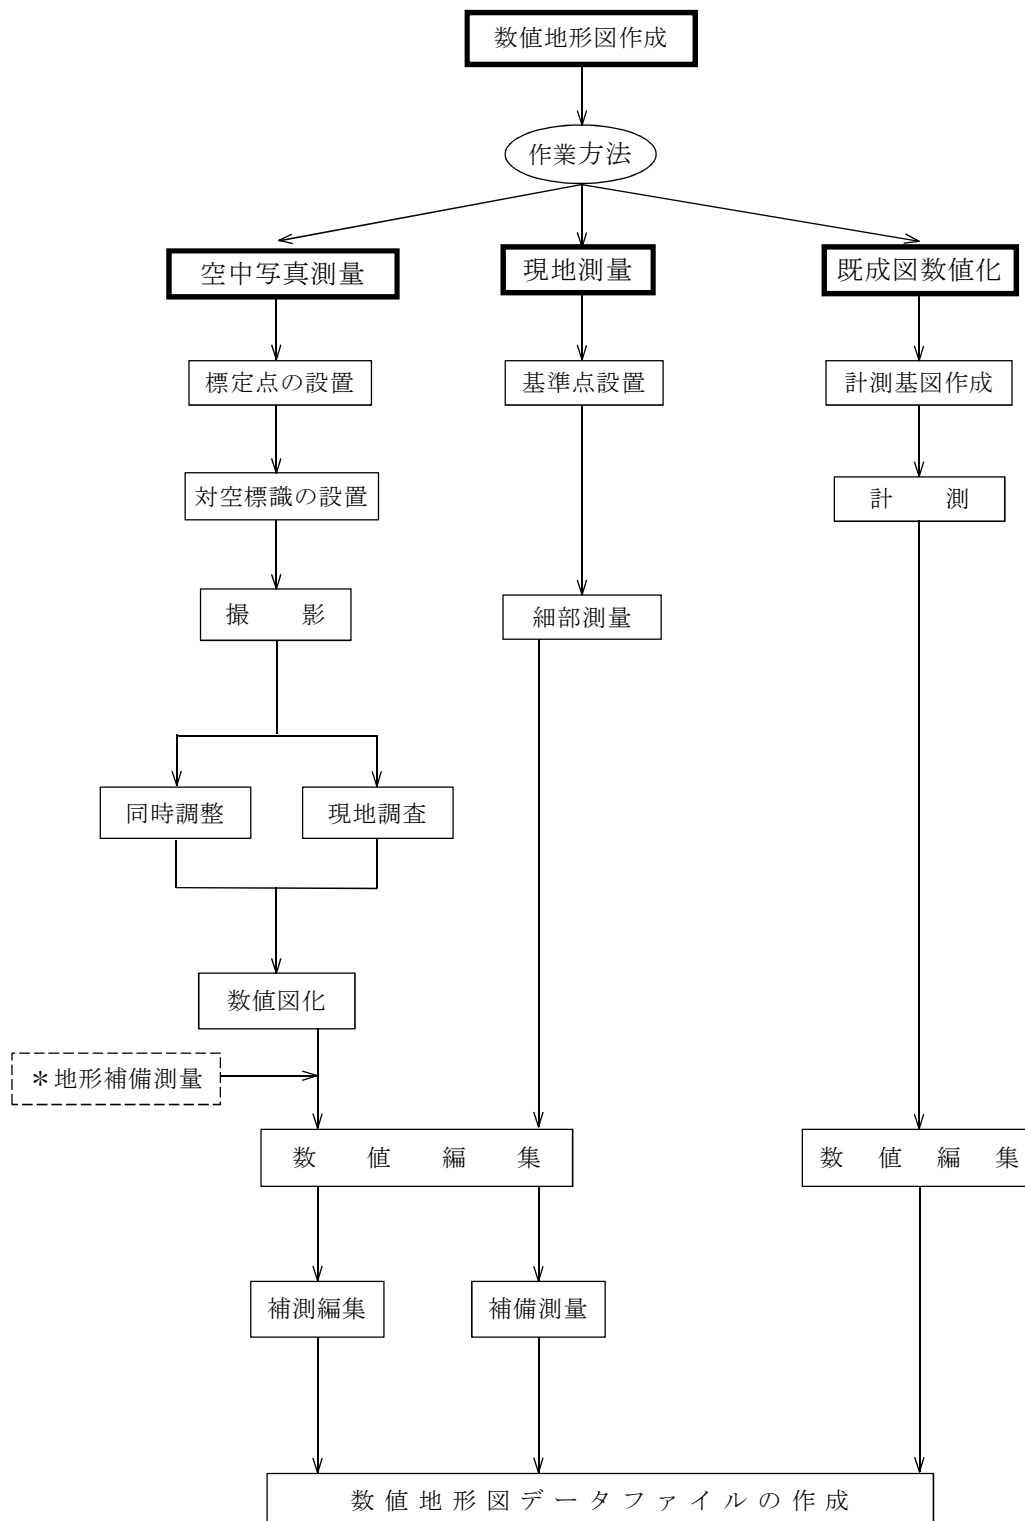 数値地形図作成
作業方法
空中写真測量
現地測量
既成図数値化
標定点の設置
基準点設置
計測基図作成
対空標識の設置
計測
撮影
細部測量
同時調整
現地調査
数値図化
＊地形補備測量
数値編集
数値編集
補測編集
補備測量
数値地形図データファイルの作成